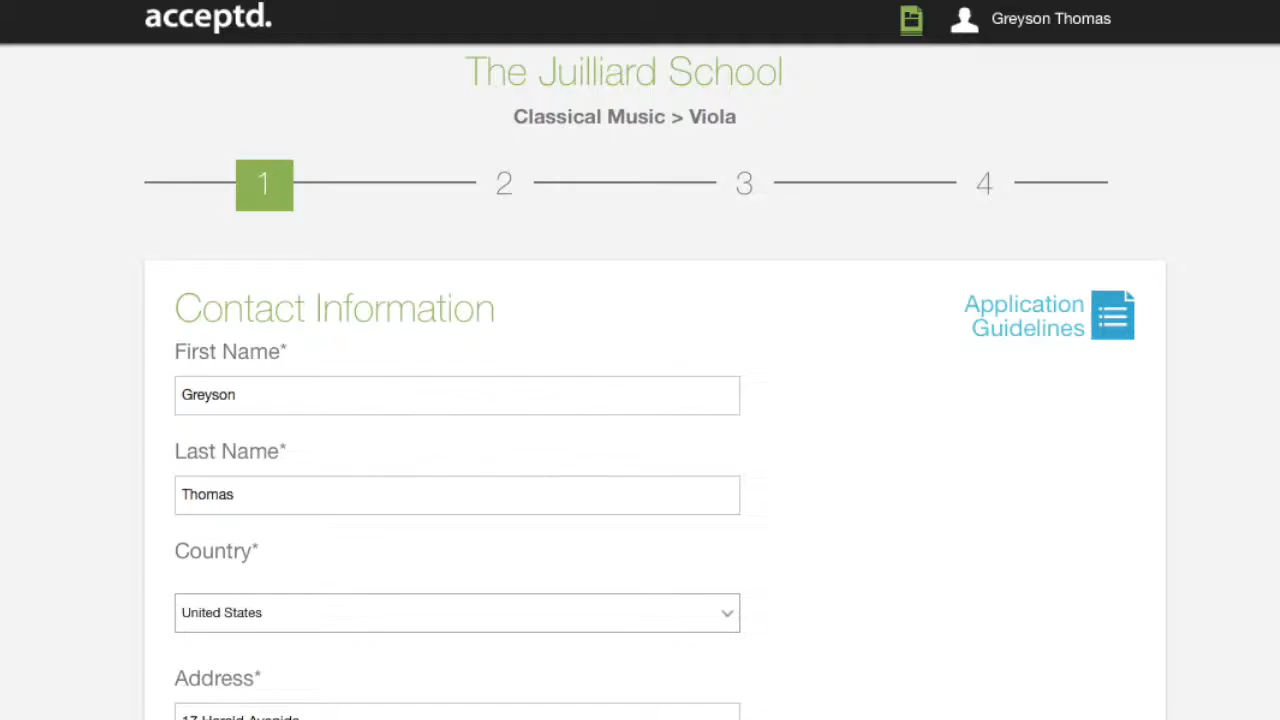 acceptd.
Greyson Thomas
The Juilliard School
Classical Music > Viola
1 2 3 4
Contact Information
Application
Guidelines
First Name*
Greyson
Last Name*
Thomas
Country*
United States
Address*